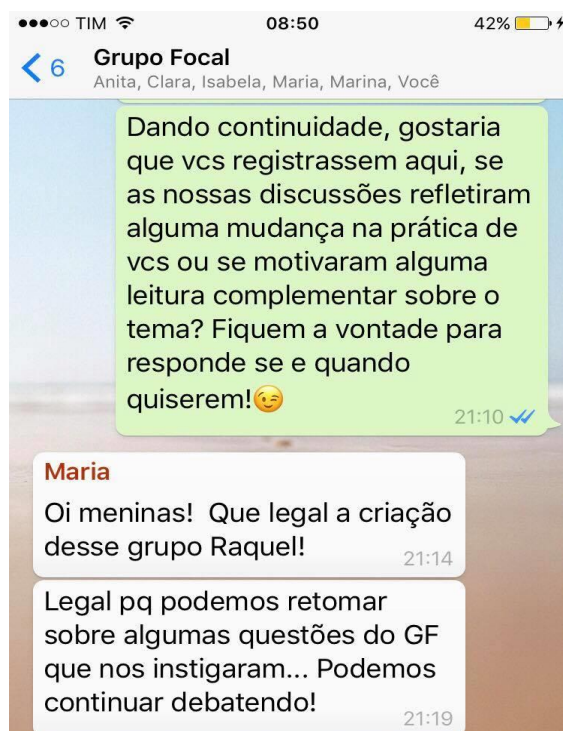 TIM 08:50 42%
6 Grupo Focal
Anita, Clara, Isabela, Maria, Marina, Você
Dando continuidade, gostaria
que vcs registrassem aqui, se
as nossas discussões refletiram
alguma mudança na prática de
vcs ou se motivaram alguma
leitura complementar sobre o
tema? Fiquem a vontade para
responde se e quando
quiserem!😉
21:10
Maria
Oi meninas!  Que legal a criação
desse grupo Raquel!
21:14
Legal pq podemos retomar
sobre algumas questões do GF
que nos instigaram... Podemos
continuar debatendo!
21:19